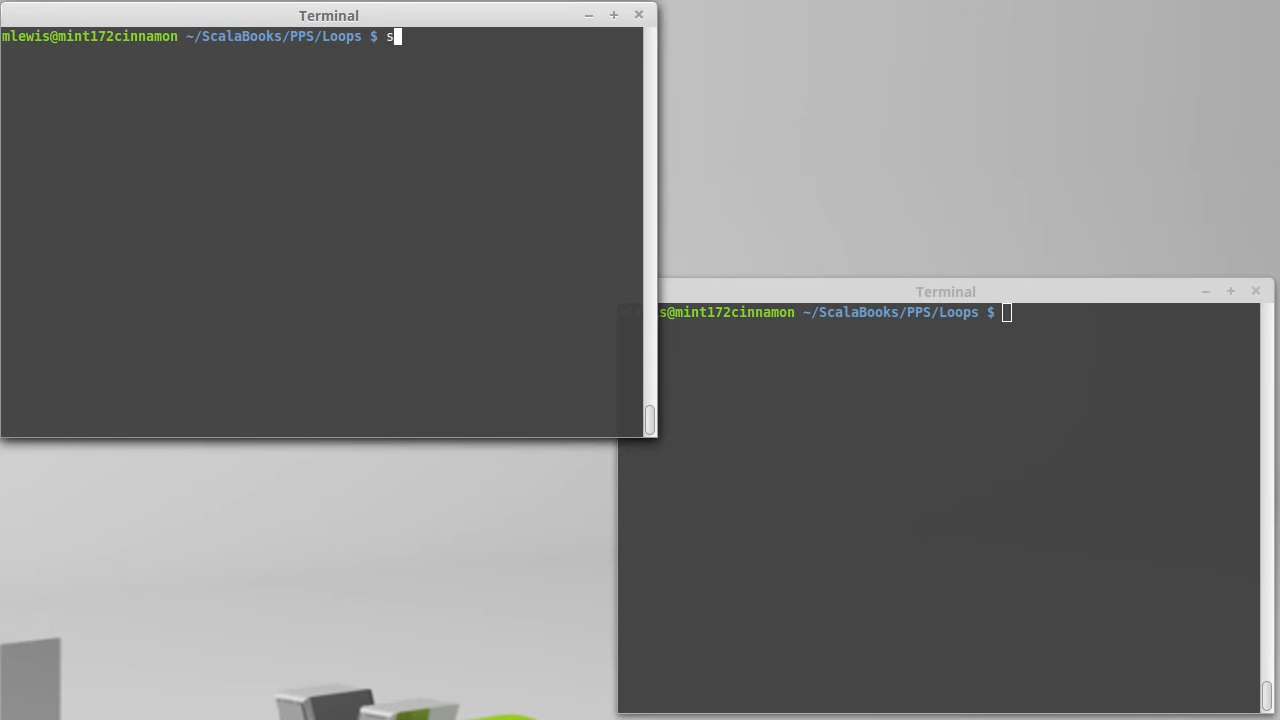 Terminal
mlewis@mint172cinnamon ~/ScalaBooks/PPS/Loops $ s
Terminal
s@mint172cinnamon ~/ScalaBooks/PPS/Loops $